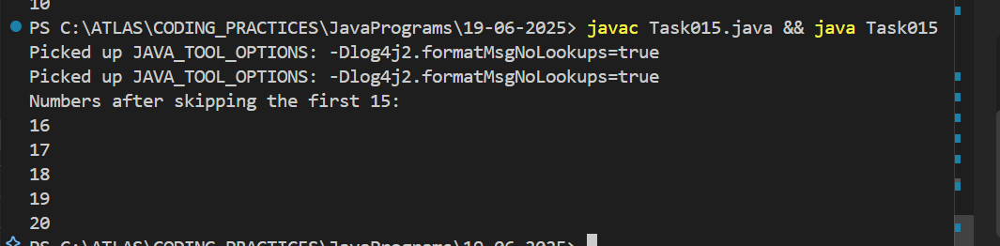 10
PS C:\ATLAS\CODING_PRACTICES\JavaPrograms\19-06-2025> javac Task015.java && java Task015
Picked up JAVA_TOOL_OPTIONS: -Dlog4j2.formatMsgNoLookups=true
Picked up JAVA_TOOL_OPTIONS: -Dlog4j2.formatMsgNoLookups=true
Numbers after skipping the first 15:
16
17
18
19
20
PS C:\ATLAS\CODING_PRACTICES\JavaPrograms\19-06-2025>